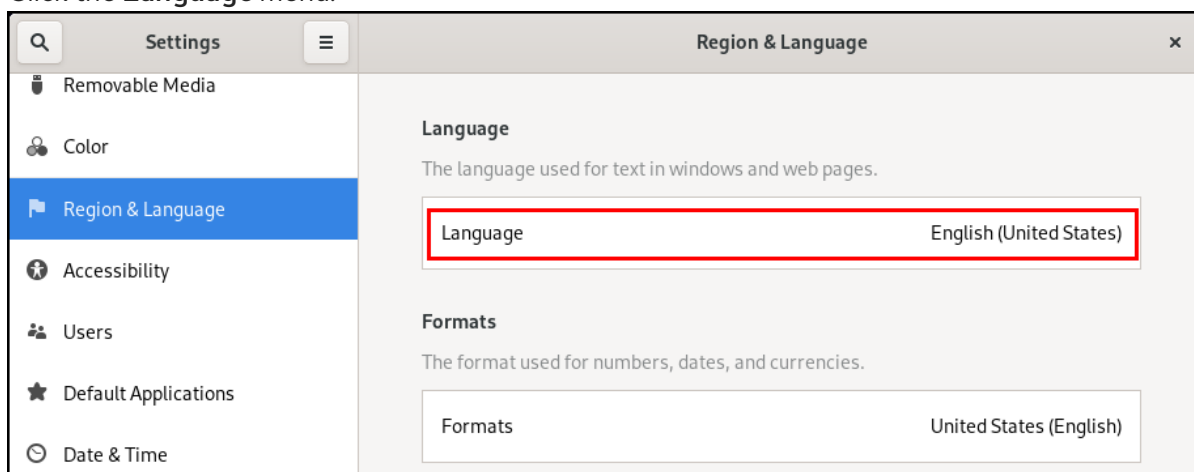 Settings
Region & Language
Removable Media
Color
Region & Language
Accessibility
Users
Default Applications
Date & Time
Language
The language used for text in windows and web pages.
Language English (United States)
Formats
The format used for numbers, dates, and currencies.
Formats United States (English)